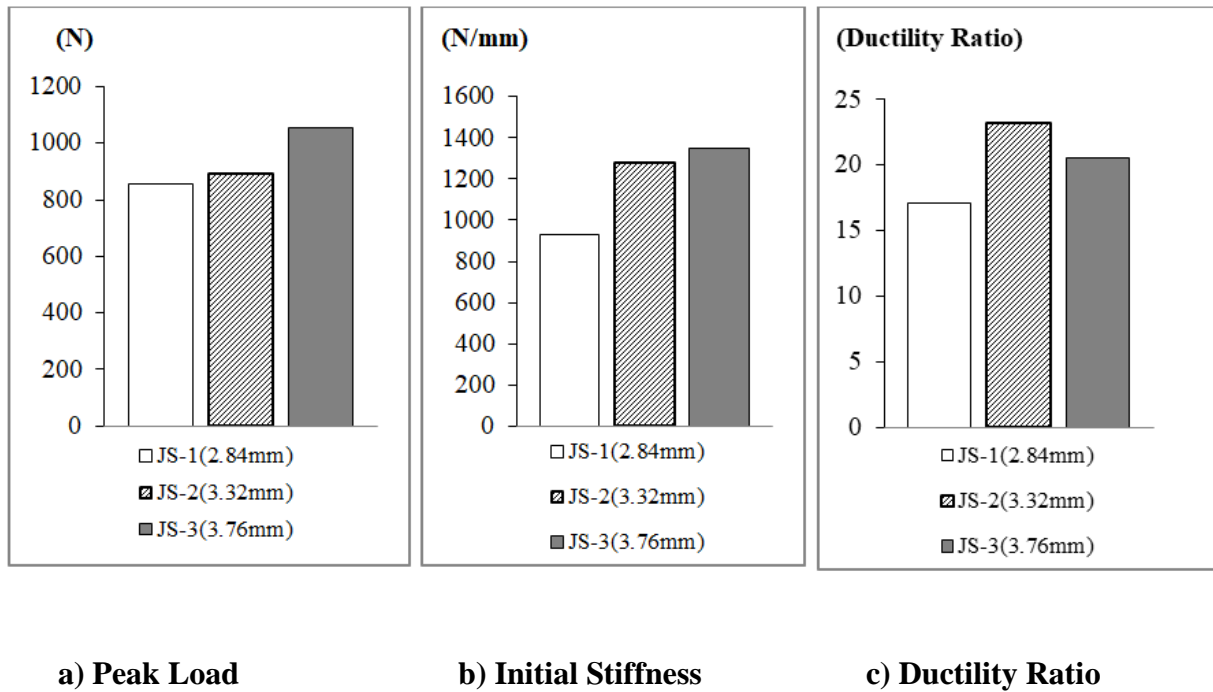 (N)
1200
1000
800
600
400
200
0
JS-1(2.84mm)
JS-2(3.32mm)
JS-3(3.76mm)
(N/mm)
1600
1400
1200
1000
800
600
400
200
0
JS-1(2.84mm)
JS-2(3.32mm)
JS-3(3.76mm)
(Ductility Ratio)
25
20
15
10
5
0
JS-1(2.84mm)
JS-2(3.32mm)
JS-3(3.76mm)
a) Peak Load
b) Initial Stiffness
c) Ductility Ratio